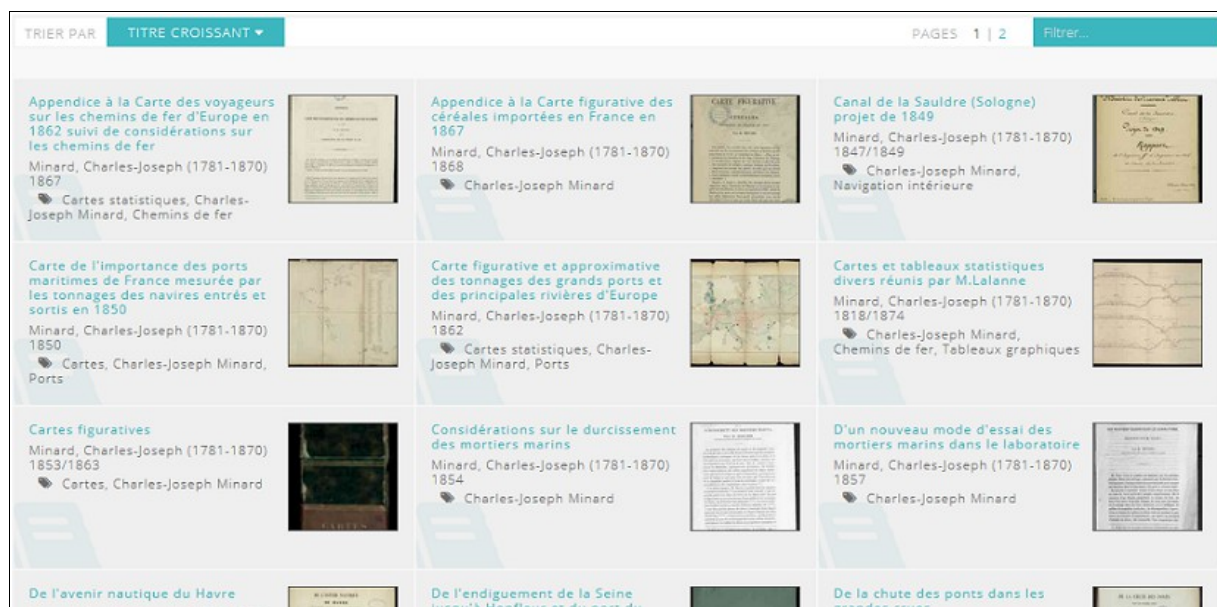 TRIER PAR TITRE CROISSANT PAGES 1 | 2 Filtrer...
Appendice à la Carte des voyageurs
sur les chemins de fer d'Europe en
1862 suivi de considérations sur
les chemins de fer
Minard, Charles-Joseph (1781-1870)
1867
Cartes statistiques, Charles-
Joseph Minard, Chemins de fer
Appendice à la Carte figurative des
céréales importées en France en
1867
Minard, Charles-Joseph (1781-1870)
1868
Charles-Joseph Minard
CARTE FIGURATIVE
Canal de la Sauldre (Sologne)
projet de 1849
Minard, Charles-Joseph (1781-1870)
1847/1849
Charles-Joseph Minard,
Navigation intérieure
Carte de l'importance des ports
maritimes de France mesurée par
les tonnages des navires entrés et
sortis en 1850
Minard, Charles-Joseph (1781-1870)
1850
Cartes, Charles-Joseph Minard,
Ports
Carte figurative et approximative
des tonnages des grands ports et
des principales rivières d'Europe
Minard, Charles-Joseph (1781-1870)
1862
Cartes statistiques, Charles-
Joseph Minard, Ports
Cartes et tableaux statistiques
divers réunis par M.Lalanne
Minard, Charles-Joseph (1781-1870)
1818/1874
Charles-Joseph Minard,
Chemins de fer, Tableaux graphiques
Cartes figuratives
Minard, Charles-Joseph (1781-1870)
1853/1863
Cartes, Charles-Joseph Minard
CARTES
Considérations sur le durcissement
des mortiers marins
Minard, Charles-Joseph (1781-1870)
1854
Charles-Joseph Minard
D'un nouveau mode d'essai des
mortiers marins dans le laboratoire
Minard, Charles-Joseph (1781-1870)
1857
Charles-Joseph Minard
De l'avenir nautique du Havre
De l'endiguement de la Seine
De la chute des ponts dans les